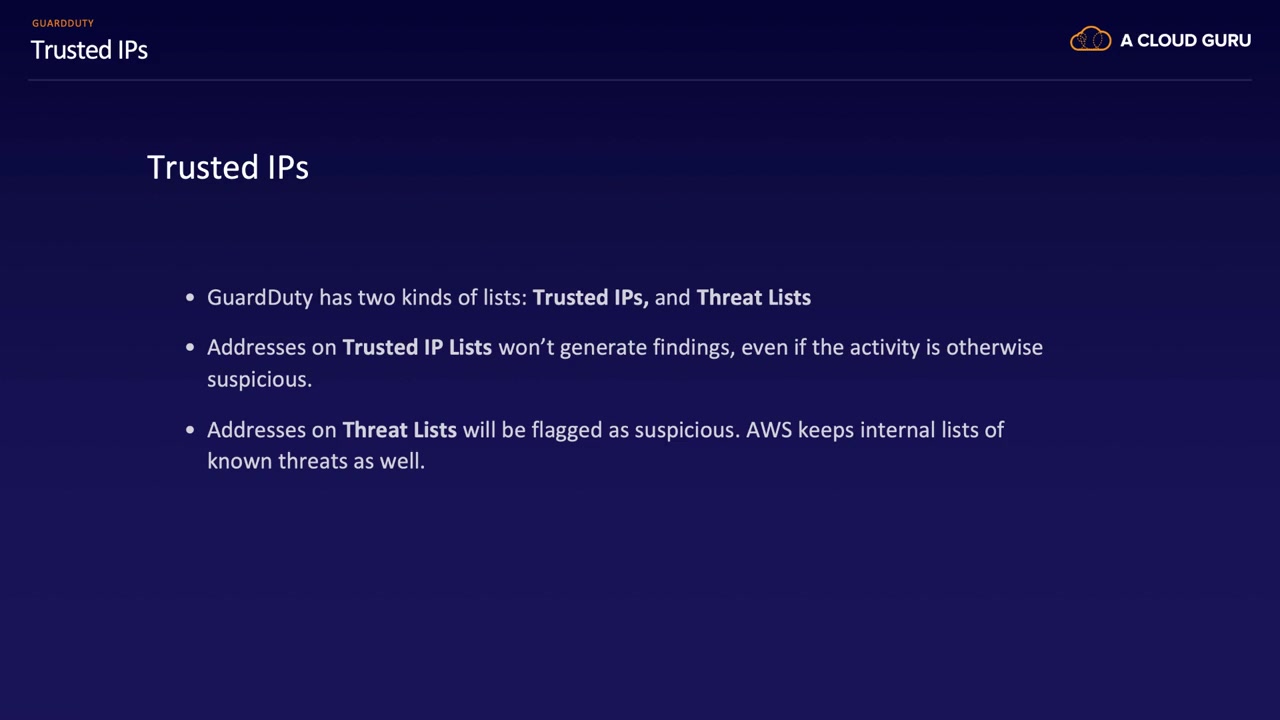 GUARDDUTY
Trusted IPs
A CLOUD GURU
Trusted IPs
• GuardDuty has two kinds of lists: Trusted IPs, and Threat Lists
• Addresses on Trusted IP Lists won’t generate findings, even if the activity is otherwise
suspicious.
• Addresses on Threat Lists will be flagged as suspicious. AWS keeps internal lists of
known threats as well.